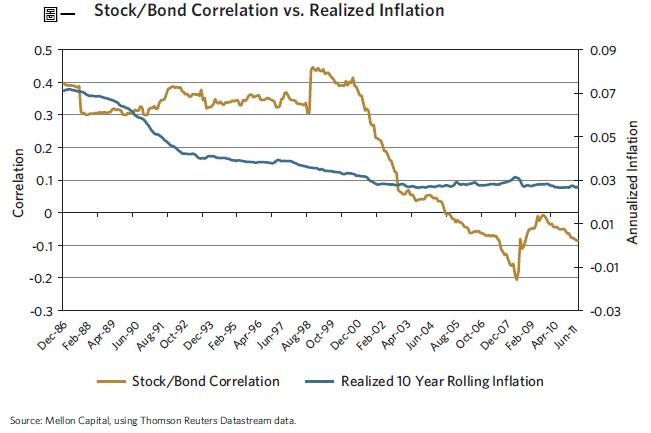 圖一 Stock/Bond Correlation vs. Realized Inflation
0.5
0.4
0.3
0.2
0.1
0
-0.1
-0.2
-0.3
Correlation
0.09
0.07
0.05
0.03
0.01
-0.01
-0.03
Annualized Inflation
Dec-86
Feb-88
Apr-89
Jun-90
Aug-91
Oct-92
Dec-93
Feb-95
Apr-96
Jun-97
Aug-98
Oct-99
Dec-00
Feb-02
Apr-03
Jun-04
Aug-05
Oct-06
Dec-07
Feb-09
Apr-10
Jun-11
Stock/Bond Correlation
Realized 10 Year Rolling Inflation
Source: Mellon Capital, using Thomson Reuters Datastream data.